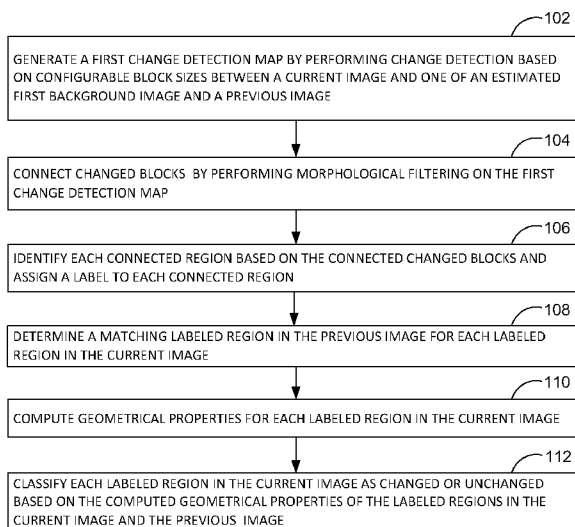 102
GENERATE A FIRST CHANGE DETECTION MAP BY PERFORMING CHANGE DETECTION BASED
ON CONFIGURABLE BLOCK SIZES BETWEEN A CURRENT IMAGE AND ONE OF AN ESTIMATED
FIRST BACKGROUND IMAGE AND A PREVIOUS IMAGE
104
CONNECT CHANGED BLOCKS BY PERFORMING MORPHOLOGICAL FILTERING ON THE FIRST
CHANGE DETECTION MAP
106
IDENTIFY EACH CONNECTED REGION BASED ON THE CONNECTED CHANGED BLOCKS AND
ASSIGN A LABEL TO EACH CONNECTED REGION
108
DETERMINE A MATCHING LABELED REGION IN THE PREVIOUS IMAGE FOR EACH LABELED
REGION IN THE CURRENT IMAGE
110
COMPUTE GEOMETRICAL PROPERTIES FOR EACH LABELED REGION IN THE CURRENT IMAGE
112
CLASSIFY EACH LABELED REGION IN THE CURRENT IMAGE AS CHANGED OR UNCHANGED
BASED ON THE COMPUTED GEOMETRICAL PROPERTIES OF THE LABELED REGIONS IN THE
CURRENT IMAGE AND THE PREVIOUS IMAGE